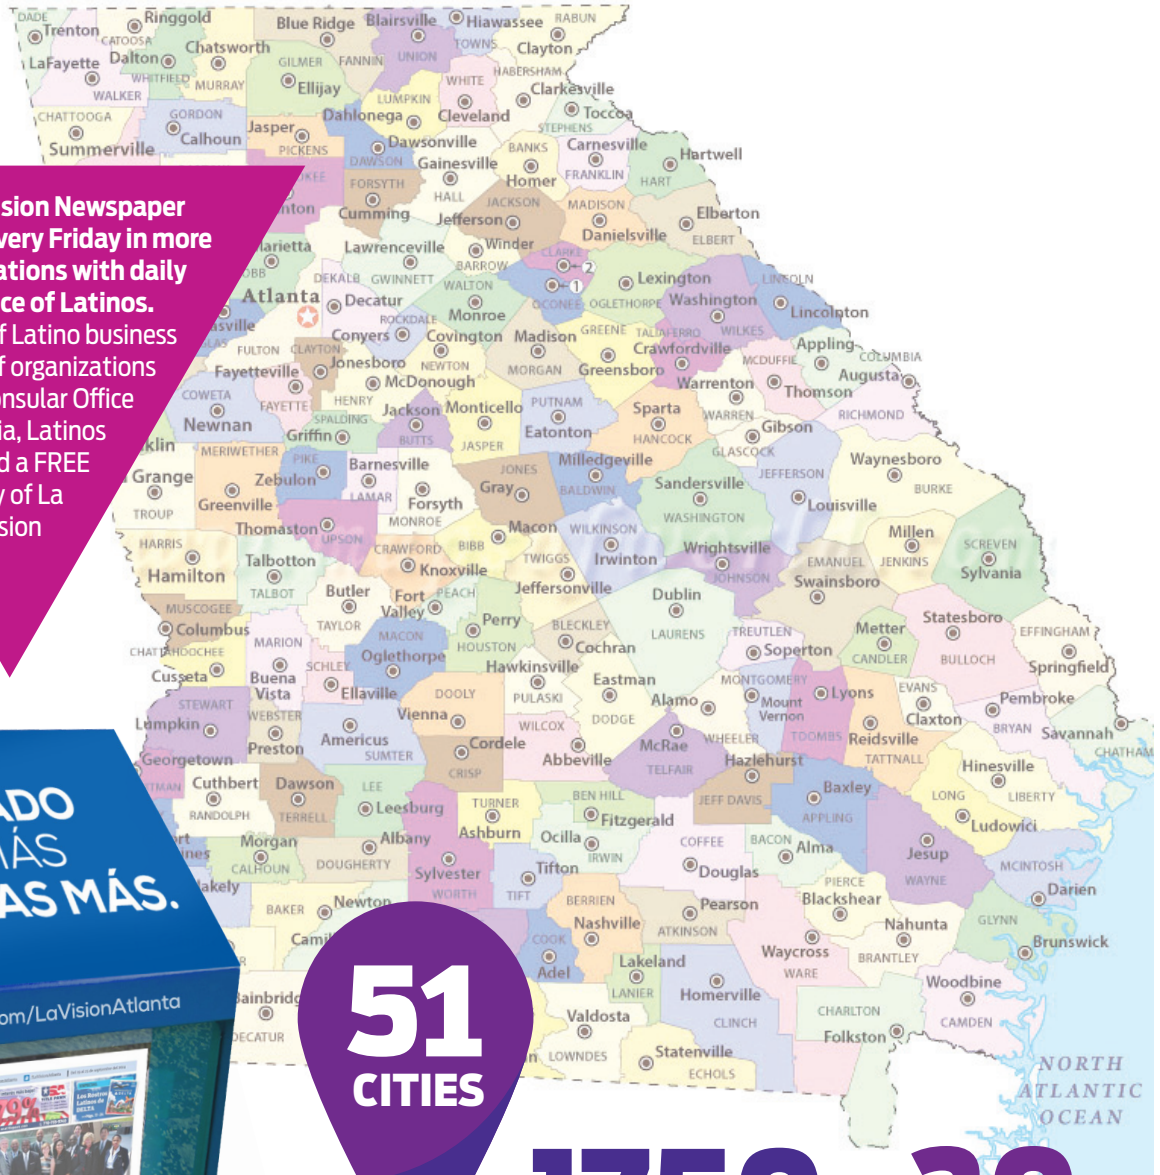 DADE
Trenton
Ringgold
CATOOSA
LaFayette
Dalton
WHITFIELD
WALKER
Chatsworth
MURRAY
Blue Ridge
GILMER
FANNIN
Ellijay
Blairsville
UNION
Hiawassee
TOWNS
RABUN
Clayton
HABERSHAM
Clarkesville
WHITE
Cleveland
LUMPKIN
Dahlonega
Toccoa
STEPHENS
CHATTOOGA
Summerville
GORDON
Calhoun
Jasper
PICKENS
Dawsonville
DAWSON
Gainesville
HALL
BANKS
Homer
Carnesville
FRANKLIN
Hartwell
HART
FORSYTH
Cumming
JACKSON
Jefferson
MADISON
Danielsville
Elberton
ELBERT
sion Newspaper
very Friday in more
ations with daily
ce of Latinos.
f Latino business
f organizations
onsular Office
ia, Latinos
d a FREE
y of La
sion
Lawrenceville
GWINNETT
Winder
BARROW
CLARKE
2
1
OCONEE
OGLETHORPE
Lexington
Washington
WILKES
LINCOLN
Lincolnton
DEKALB
Atlanta
Decatur
WALTON
Monroe
ROCKDALE
Conyers
Covington
NEWTON
Madison
MORGAN
GREENE
Greensboro
TALIAFERRO
Crawfordville
Appling
COLUMBIA
MCDUFFIE
Thomson
Augusta
RICHMOND
Warrenton
WARREN
FULTON
CLAYTON
Jonesboro
Fayetteville
FAYETTE
McDonough
HENRY
COWETA
Newnan
SPALDING
Griffin
Jackson
BUTTS
Monticello
JASPER
PUTNAM
Eatonton
Sparta
HANCOCK
Gibson
GLASCOCK
JEFFERSON
Louisville
Waynesboro
BURKE
MERIWETHER
Greenville
PIKE
Zebulon
Barnesville
LAMAR
Forsyth
MONROE
JONES
Gray
Milledgeville
BALDWIN
Sandersville
WASHINGTON
Grange
TROUP
Thomaston
UPSON
HARRIS
Hamilton
Talbotton
TALBOT
CRAWFORD
Knoxville
BIBB
Macon
TWIGGS
Jeffersonville
WILKINSON
Irwinton
Wrightsville
JOHNSON
EMANUEL
Swainsboro
Millen
JENKINS
SCREVEN
Sylvania
MUSCOGEE
Columbus
CHATTAHOOCHEE
Cusseta
MARION
Buena
Vista
Butler
TAYLOR
Fort
Valley
PEACH
MACON
Oglethorpe
Perry
HOUSTON
BLECKLEY
Cochran
Dublin
LAURENS
TREUTLEN
Soperton
Metter
CANDLER
Statesboro
BULLOCH
EFFINGHAM
Springfield
SCHLEY
Ellaville
Hawkinsville
PULASKI
Eastman
DODGE
Alamo
WHEELER
MONTGOMERY
Mount
Vernon
Lyons
TOOMBS
EVANS
Claxton
Reidsville
TATTNALL
Pembroke
BRYAN
Savannah
CHATHAM
STEWART
Lumpkin
WEBSTER
Preston
Americus
SUMTER
DOOLY
Vienna
WILCOX
Abbeville
McRae
TELFAIR
Hazlehurst
JEFF DAVIS
Baxley
APPLING
Hinesville
LIBERTY
LONG
Ludowici
Georgetown
Cuthbert
RANDOLPH
Dawson
TERRELL
LEE
Leesburg
Cordele
CRISP
TURNER
Ashburn
BEN HILL
Fitzgerald
Ocilla
IRWIN
COFFEE
Douglas
BACON
Alma
Jesup
WAYNE
MCINTOSH
Darien
Morgan
CALHOUN
Albany
DOUGHERTY
Sylvester
WORTH
Tifton
TIFT
BERRIEN
Nashville
Pearson
ATKINSON
PIERCE
Blackshear
Nahunta
BRANTLEY
GLYNN
Brunswick
BAKER
Newton
COOK
Adel
Lakeland
LANIER
Homerville
CLINCH
Waycross
WARE
CHARLTON
Folkston
Woodbine
CAMDEN
DECATUR
Valdosta
LOWNDES
Statenville
ECHOLS
NORTH
ATLANTIC
OCEAN
ADO
MÁS
AS MÁS.
om/LaVisionAtlanta
51
CITIES